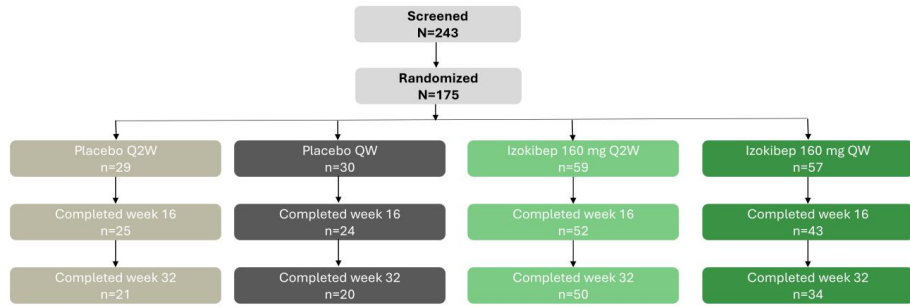 Screened
N=243
Randomized
N=175
Placebo Q2W
n=29
Placebo QW
n=30
Izokibep 160 mg Q2W
n=59
Izokibep 160 mg QW
n=57
Completed week 16
n=25
Completed week 16
n=24
Completed week 16
n=52
Completed week 16
n=43
Completed week 32
n=21
Completed week 32
n=20
Completed week 32
n=50
Completed week 32
n=34